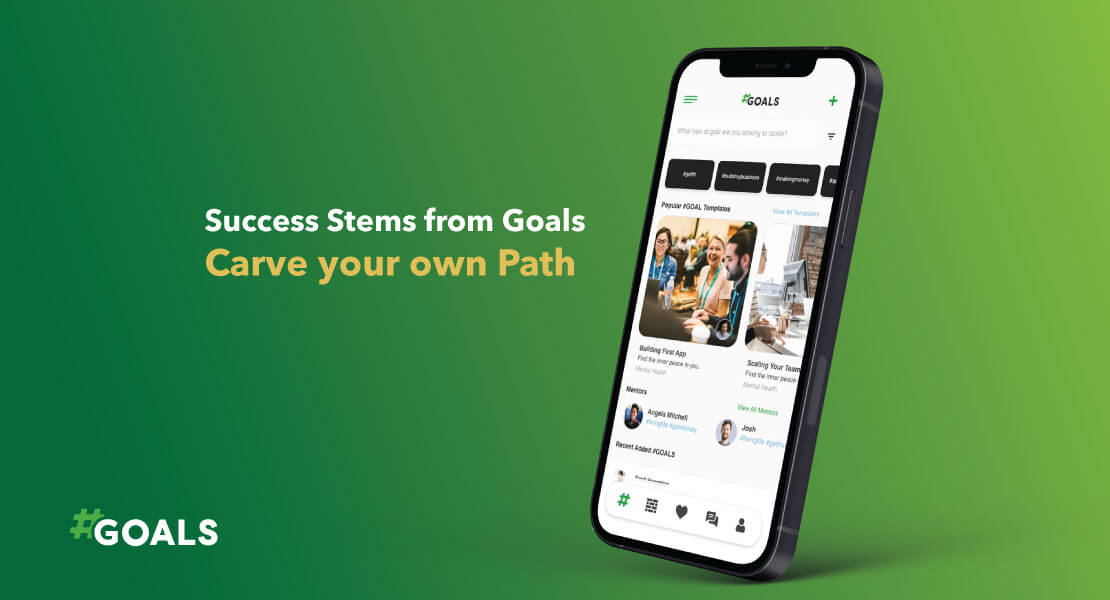 Success Stems from Goals
Carve your own Path
#GOALS
#GOALS
+
What type of goal are you looking to tackle?
#getfit
#buildmybusiness
#makingmoney
Popular #GOAL Templates
View All Templates
Building First App
Find the inner peace in you.
Mental Health
Scaling Your Team
Find the inner peace
Mental Health
Mentors
View All Mentors
Angela Mitchell
#livinglife #getmoney
Josh
#livinglife #getmo
Recent Added #GOALS
#